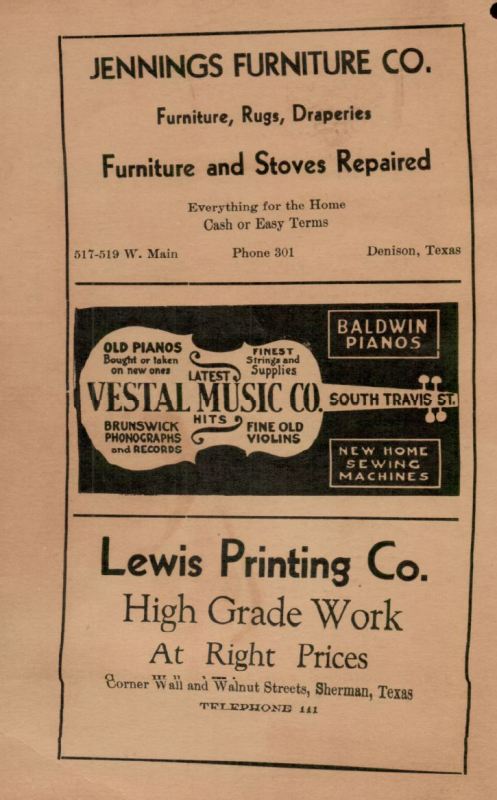 JENNINGS FURNITURE CO.
Furniture, Rugs, Draperies
Furniture and Stoves Repaired
Everything for the Home
Cash or Easy Terms
517-519 W. Main Phone 301 Denison, Texas
OLD PIANOS
Bought or taken
on new ones
FINEST
Strings and
Supplies
LATEST
VESTAL MUSIC CO.
HITS
BRUNSWICK
PHONOGRAPHS
and RECORDS
FINE OLD
VIOLINS
BALDWIN
PIANOS
SOUTH TRAVIS ST.
NEW HOME
SEWING
MACHINES
Lewis Printing Co.
High Grade Work
At Right Prices
Corner Wall and Walnut Streets, Sherman, Texas
TELEPHONE 141